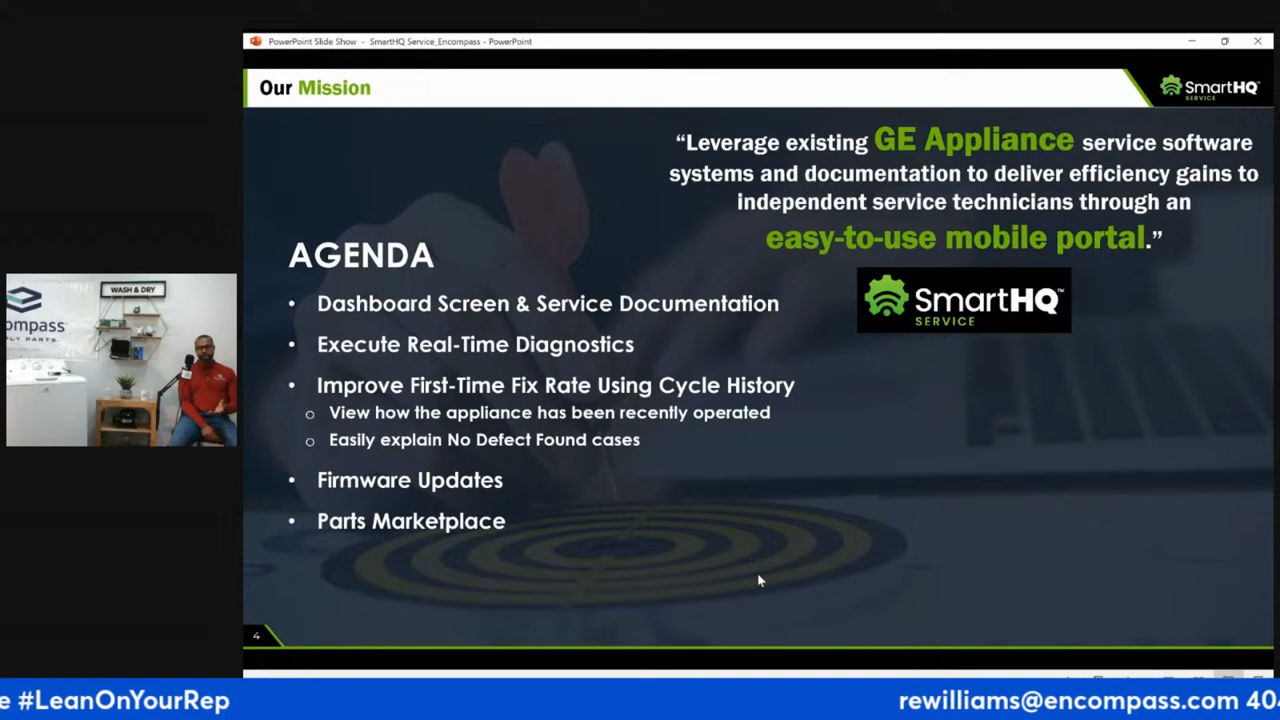 PowerPoint Slide Show - SmartHQ Service_Encompass - PowerPoint
Our Mission
SmartHQ
SERVICE
“Leverage existing GE Appliance service software
systems and documentation to deliver efficiency gains to
independent service technicians through an
easy-to-use mobile portal.”
SmartHQ™
SERVICE
AGENDA
• Dashboard Screen & Service Documentation
• Execute Real-Time Diagnostics
• Improve First-Time Fix Rate Using Cycle History
o View how the appliance has been recently operated
o Easily explain No Defect Found cases
• Firmware Updates
• Parts Marketplace
4
WASH & DRY
compass
PLY PARTS.
e #LeanOnYourRep
rewilliams@encompass.com 40